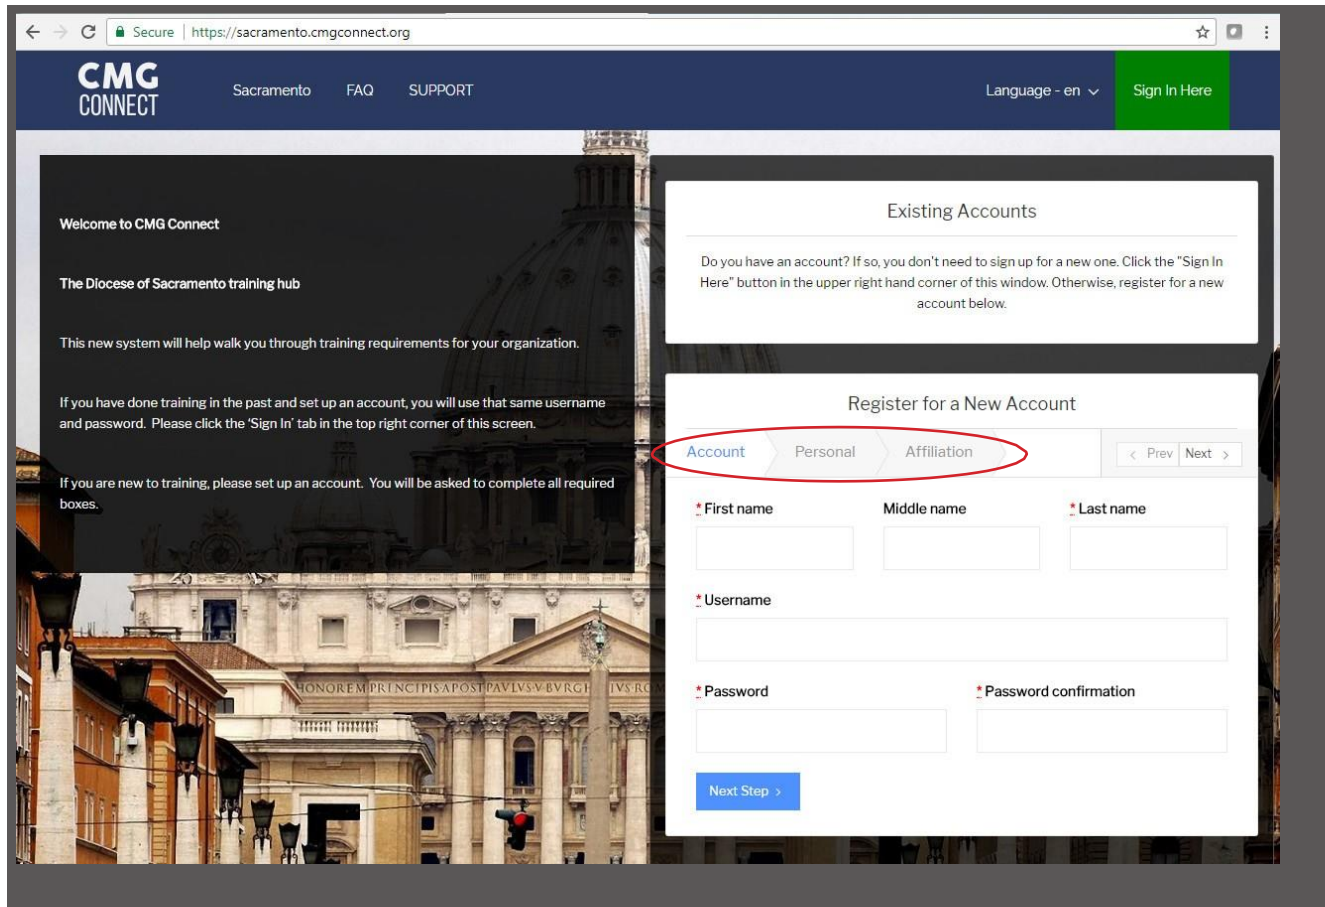 Secure | https://sacramento.cmgconnect.org
CMG
CONNECT
Sacramento FAQ SUPPORT
Language - en
Sign In Here
Welcome to CMG Connect
The Diocese of Sacramento training hub
This new system will help walk you through training requirements for your organization.
If you have done training in the past and set up an account, you will use that same username
and password. Please click the 'Sign In' tab in the top right corner of this screen.
If you are new to training, please set up an account. You will be asked to complete all required
boxes.
Existing Accounts
Do you have an account? If so, you don't need to sign up for a new one. Click the "Sign In
Here" button in the upper right hand corner of this window. Otherwise, register for a new
account below.
Register for a New Account
Account Personal Affiliation
< Prev Next >
* First name Middle name * Last name
* Username
* Password * Password confirmation
Next Step >
HONOREM PRINCIPIS APOST PAVLVS V BVRGH